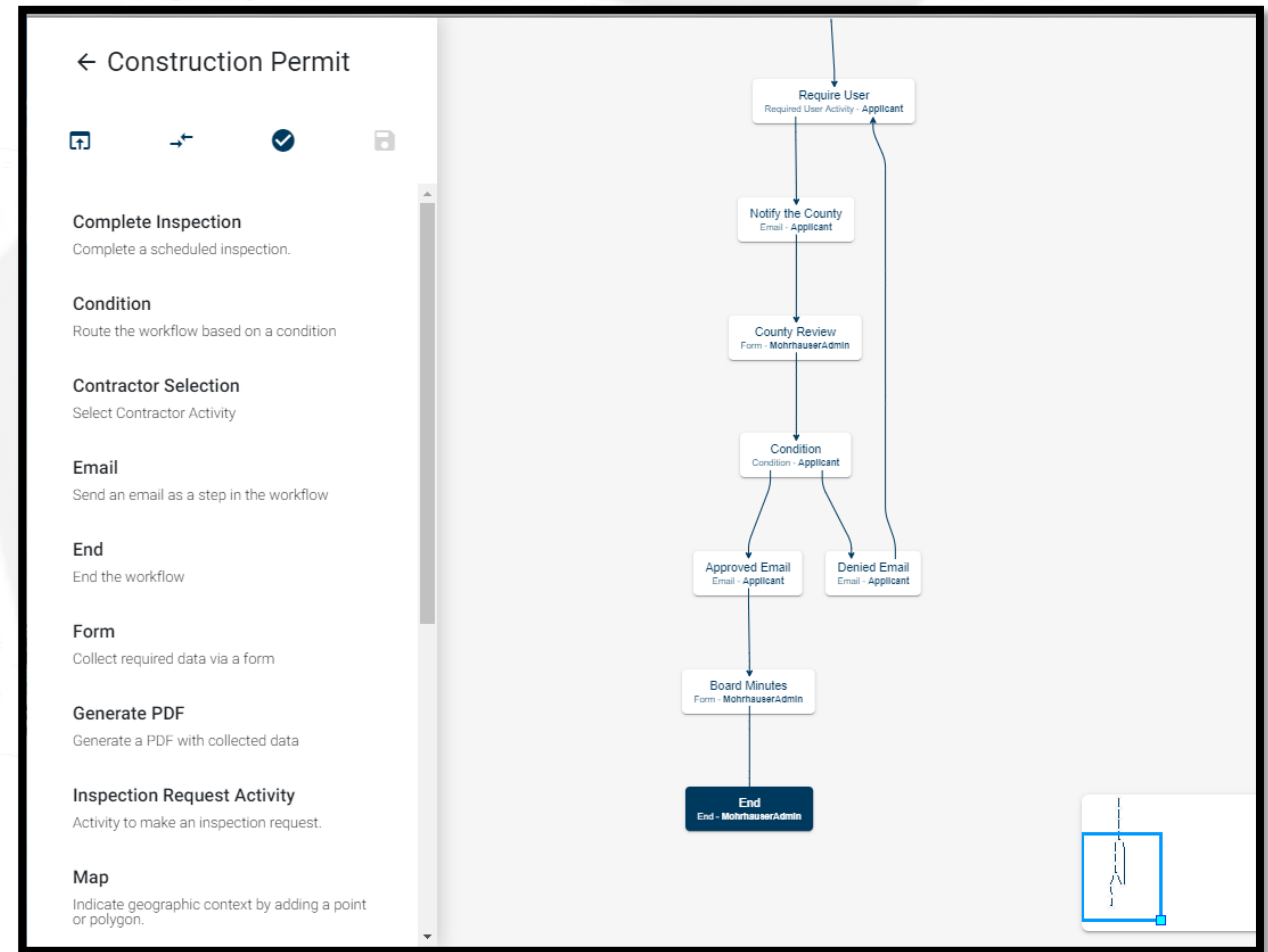 Construction Permit
Complete Inspection
Complete a scheduled inspection.
Condition
Route the workflow based on a condition
Contractor Selection
Select Contractor Activity
Email
Send an email as a step in the workflow
End
End the workflow
Form
Collect required data via a form
Generate PDF
Generate a PDF with collected data
Inspection Request Activity
Activity to make an inspection request.
Map
Indicate geographic context by adding a point
or polygon.
Require User
Required User Activity - Applicant
Notify the County
Email - Applicant
County Review
Form - MohrhauserAdmin
Condition
Condition - Applicant
Approved Email
Email - Applicant
Denied Email
Email - Applicant
Board Minutes
Form - MohrhauserAdmin
End
End - MohrhauserAdmin